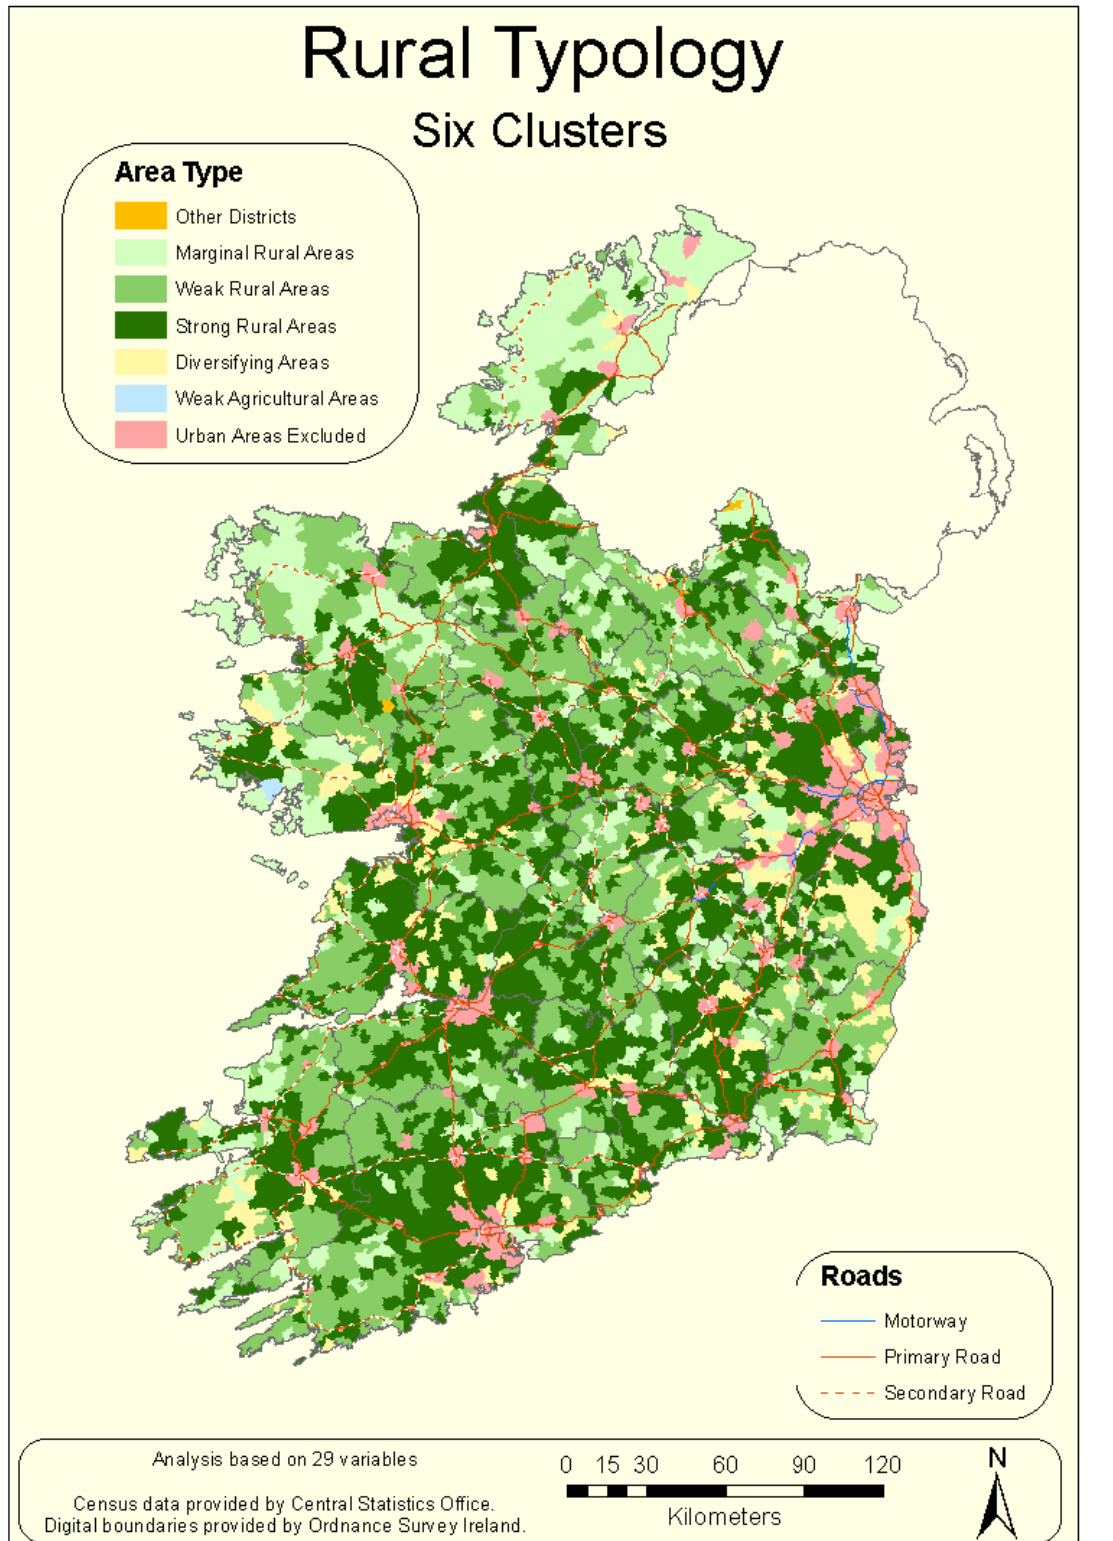 Rural Typology
Six Clusters
Area Type
Other Districts
Marginal Rural Areas
Weak Rural Areas
Strong Rural Areas
Diversifying Areas
Weak Agricultural Areas
Urban Areas Excluded
Roads
Motorway
Primary Road
Secondary Road
Analysis based on 29 variables
Census data provided by Central Statistics Office.
Digital boundaries provided by Ordnance Survey Ireland.
0 15 30 60 90 120
Kilometers
N